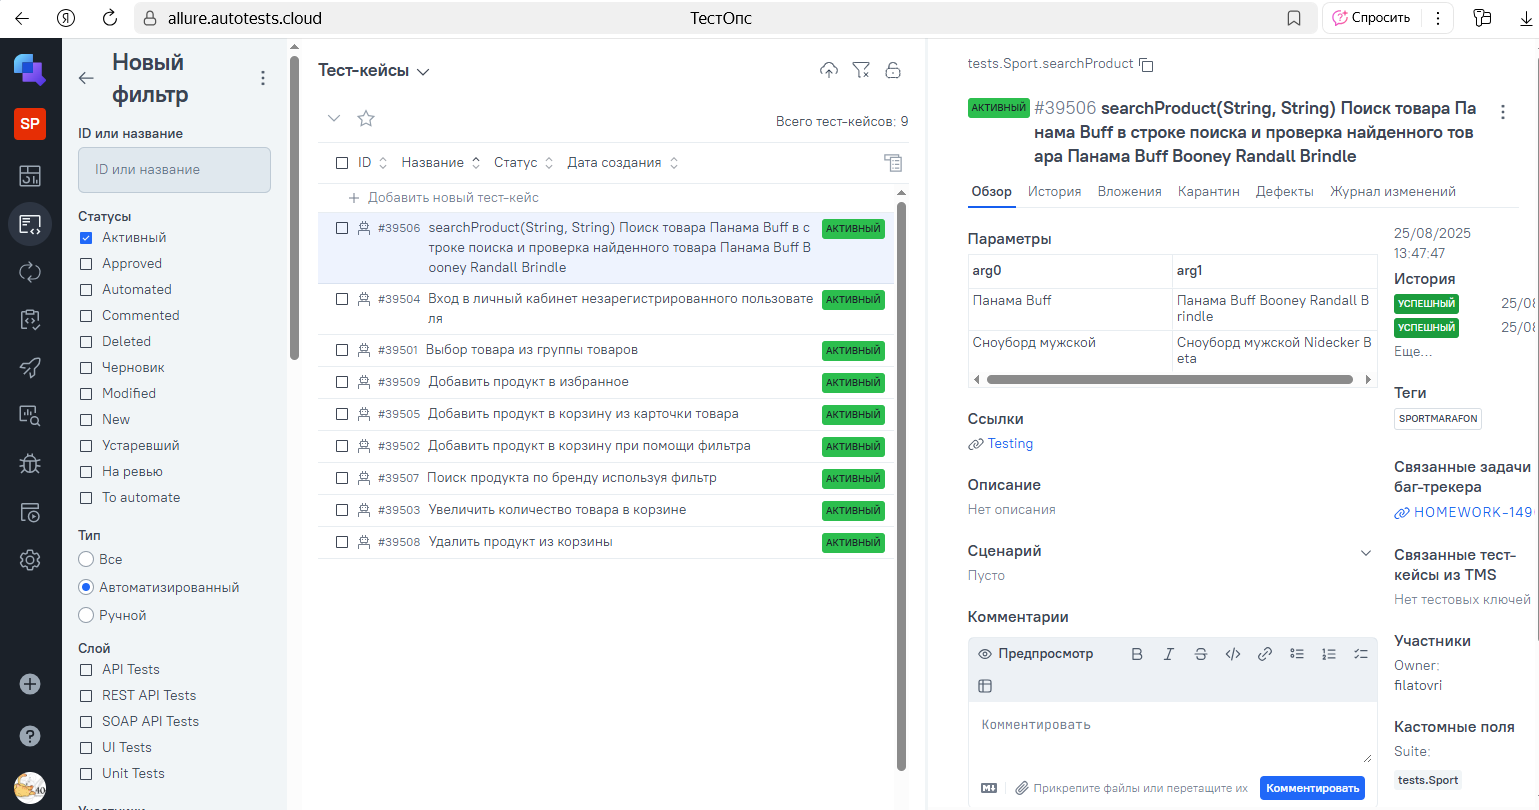 allure.autotests.cloud
ТестОпс
Спросить
SP
Новый
фильтр
ID или название
ID или название
Статусы
Активный
Approved
Automated
Commented
Deleted
Черновик
Modified
New
Устаревший
На ревью
To automate
Тип
Все
Автоматизированный
Ручной
Слой
API Tests
REST API Tests
SOAP API Tests
UI Tests
Unit Tests
Тест-кейсы
Всего тест-кейсов: 9
ID Название Статус Дата создания
Добавить новый тест-кейс
#39506 searchProduct(String, String) Поиск товара Панама Buff в с
троке поиска и проверка найденного товара Панама Buff B
ooney Randall Brindle
АКТИВНЫЙ
#39504 Вход в личный кабинет незарегистрированного пользовате
ля
АКТИВНЫЙ
#39501 Выбор товара из группы товаров АКТИВНЫЙ
#39509 Добавить продукт в избранное АКТИВНЫЙ
#39505 Добавить продукт в корзину из карточки товара АКТИВНЫЙ
#39502 Добавить продукт в корзину при помощи фильтра АКТИВНЫЙ
#39507 Поиск продукта по бренду используя фильтр АКТИВНЫЙ
#39503 Увеличить количество товара в корзине АКТИВНЫЙ
#39508 Удалить продукт из корзины АКТИВНЫЙ
tests.Sport.searchProduct
АКТИВНЫЙ #39506 searchProduct(String, String) Поиск товара Па
нама Buff в строке поиска и проверка найденного тов
ара Панама Buff Booney Randall Brindle
Обзор История Вложения Карантин Дефекты Журнал изменений
Параметры
arg0 arg1
Панама Buff Панама Buff Booney Randall B
rindle
Сноуборд мужской Сноуборд мужской Nidecker B
eta
Ссылки
Testing
Описание
Нет описания
Сценарий
Пусто
Комментарии
Предпросмотр
Комментировать
Прикрепите файлы или перетащите их
Комментировать
25/08/2025
13:47:47
История
УСПЕШНЫЙ 25/0
УСПЕШНЫЙ 25/0
Еще...
Теги
SPORTMARAFON
Связанные задачи
баг-трекера
HOMEWORK-149
Связанные тест-
кейсы из TMS
Нет тестовых ключей
Участники
Owner:
filatovri
Кастомные поля
Suite:
tests.Sport